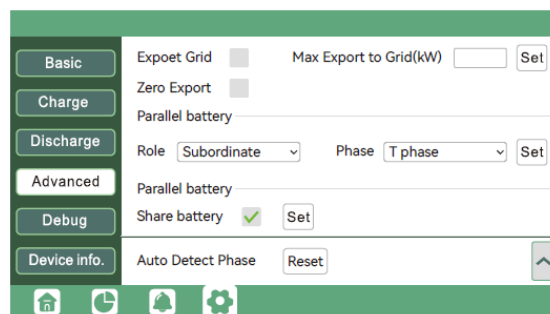 Basic
Charge
Discharge
Advanced
Debug
Device info.
Expoet Grid Max Export to Grid(kW) Set
Zero Export
Parallel battery
Role Subordinate Phase T phase Set
Parallel battery
Share battery Set
Auto Detect Phase Reset